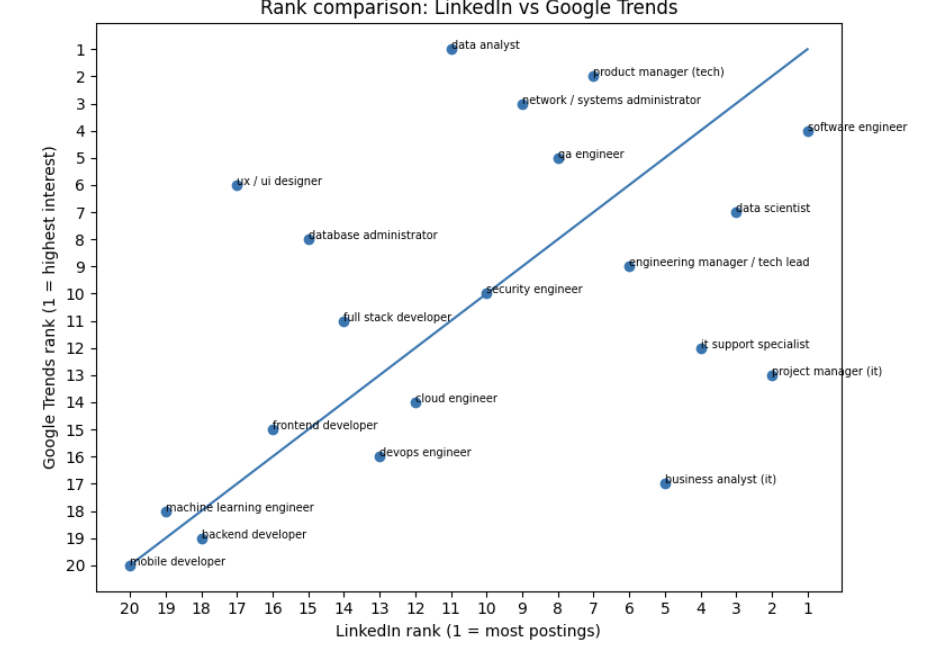 Rank comparison: LinkedIn vs Google Trends
Google Trends rank (1 = highest interest)
1
2
3
4
5
6
7
8
9
10
11
12
13
14
15
16
17
18
19
20
data analyst
product manager (tech)
network / systems administrator
software engineer
qa engineer
ux / ui designer
data scientist
database administrator
engineering manager / tech lead
security engineer
full stack developer
it support specialist
project manager (it)
cloud engineer
frontend developer
devops engineer
business analyst (it)
machine learning engineer
backend developer
mobile developer
20 19 18 17 16 15 14 13 12 11 10 9 8 7 6 5 4 3 2 1
LinkedIn rank (1 = most postings)